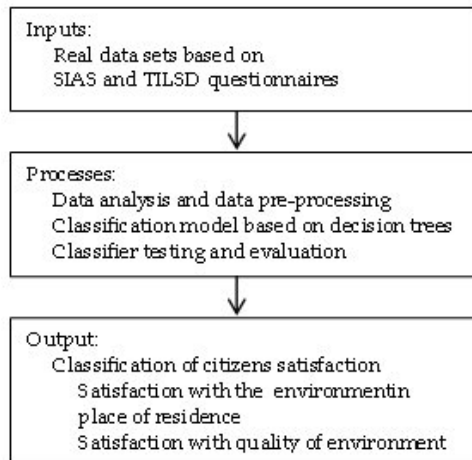 Inputs:
Real data sets based on
SIAS and TILSD questionnaires
Processes:
Data analysis and data pre-processing
Classification model based on decision trees
Classifier testing and evaluation
Output:
Classification of citizens satisfaction
Satisfaction with the environmentin
place of residence
Satisfaction with quality of environment